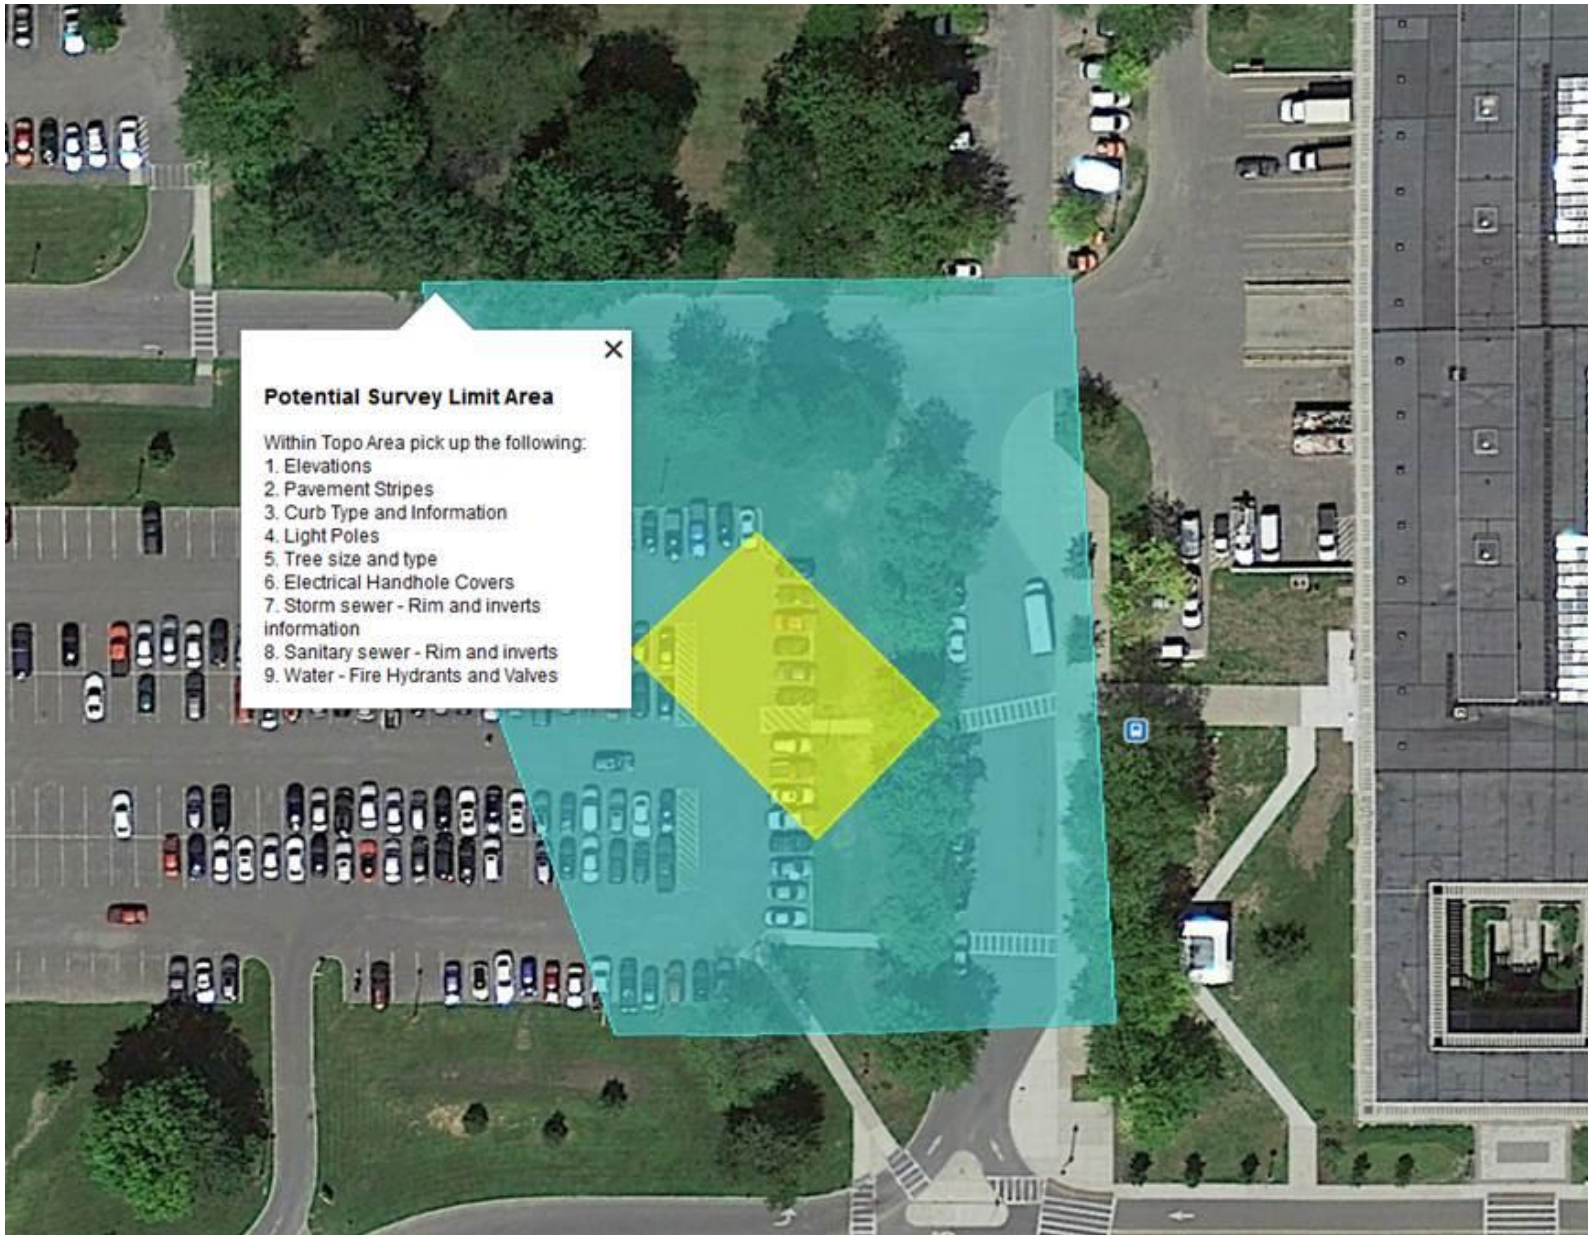 Potential Survey Limit Area
Within Topo Area pick up the following:
1. Elevations
2. Pavement Stripes
3. Curb Type and Information
4. Light Poles
5. Tree size and type
6. Electrical Handhole Covers
7. Storm sewer - Rim and inverts
information
8. Sanitary sewer - Rim and inverts
9. Water - Fire Hydrants and Valves